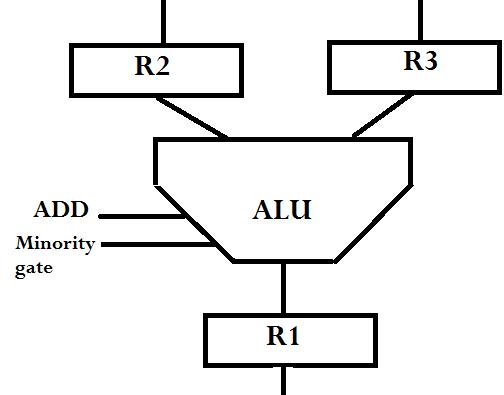 R2
R3
ADD
ALU
Minority
gate
R1